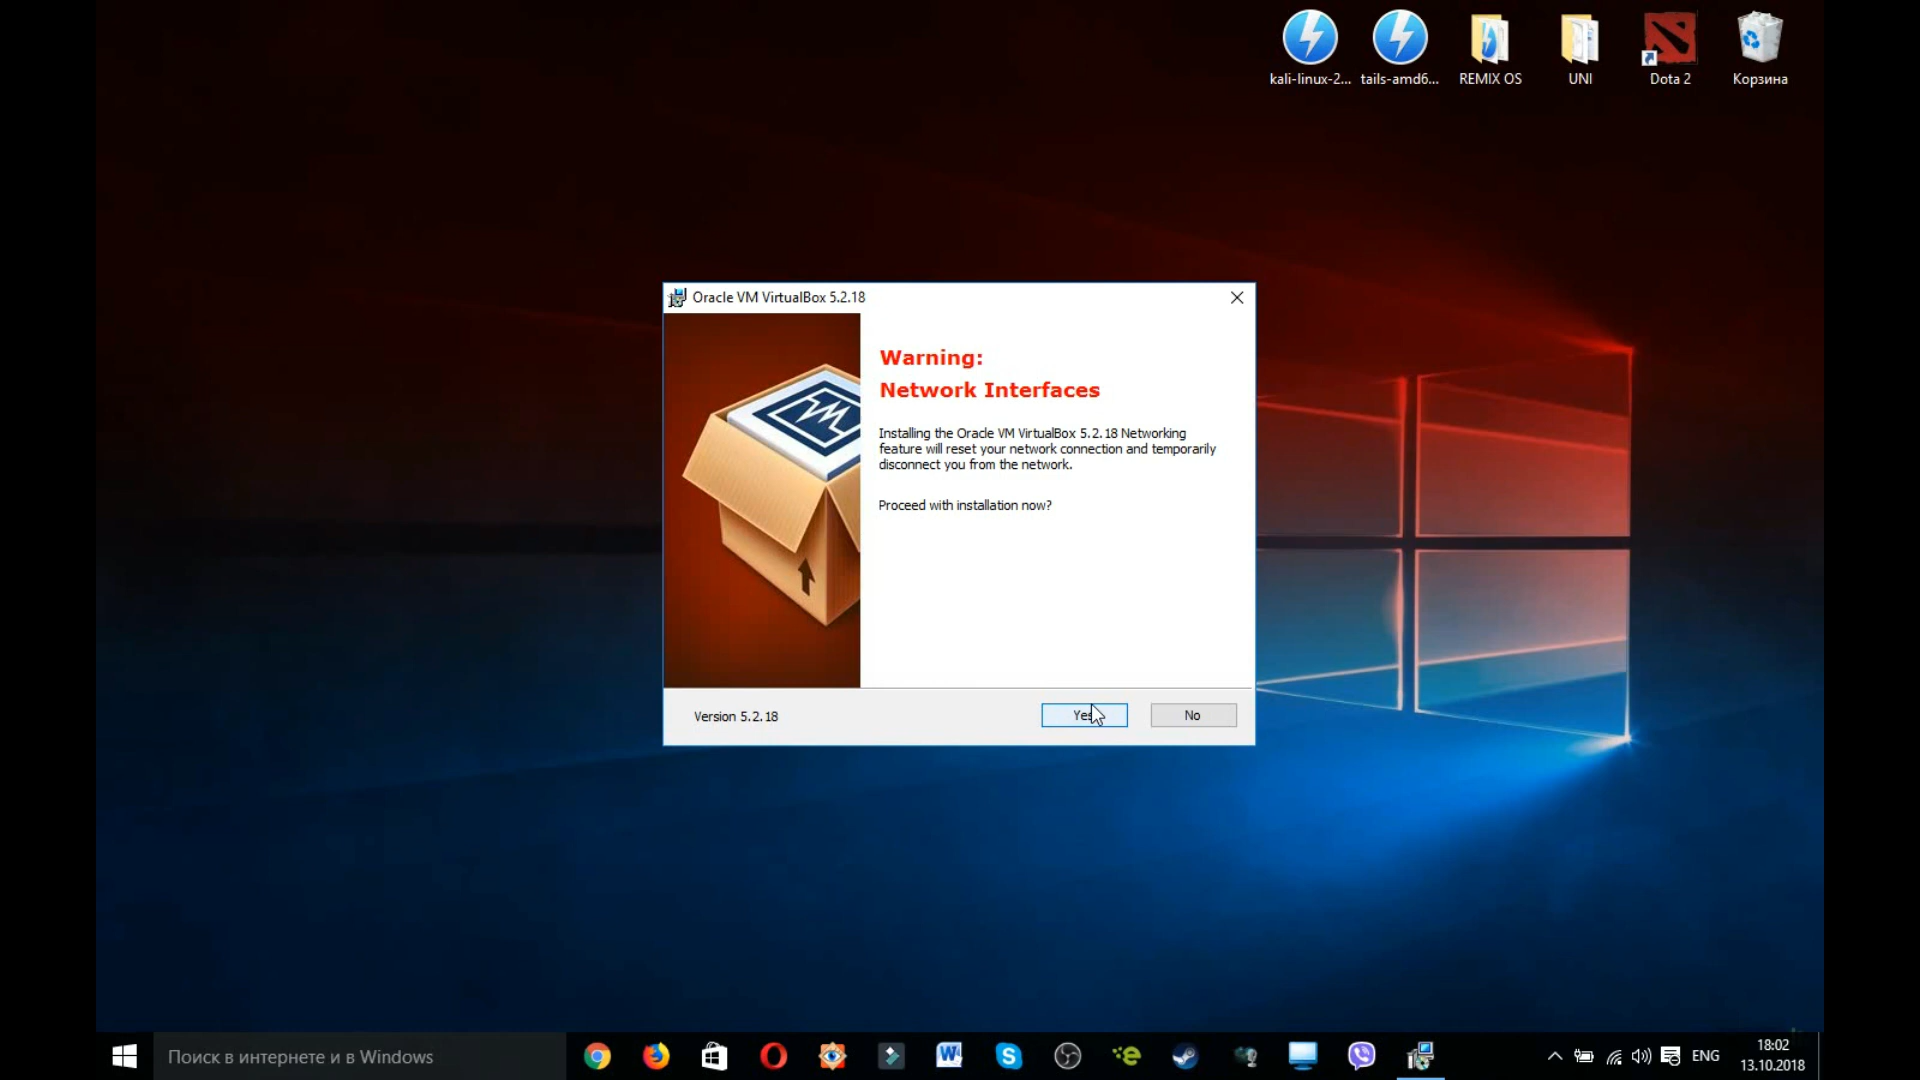 kali-linux-2...
tails-amd6...
REMIX OS
UNI
Dota 2
Корзина
Oracle VM VirtualBox 5.2.18
Warning:
Network Interfaces
Installing the Oracle VM VirtualBox 5.2.18 Networking
feature will reset your network connection and temporarily
disconnect you from the network.
Proceed with installation now?
Version 5.2.18
Yes
No
Поиск в интернете и в Windows
ENG
18:02
13.10.2018